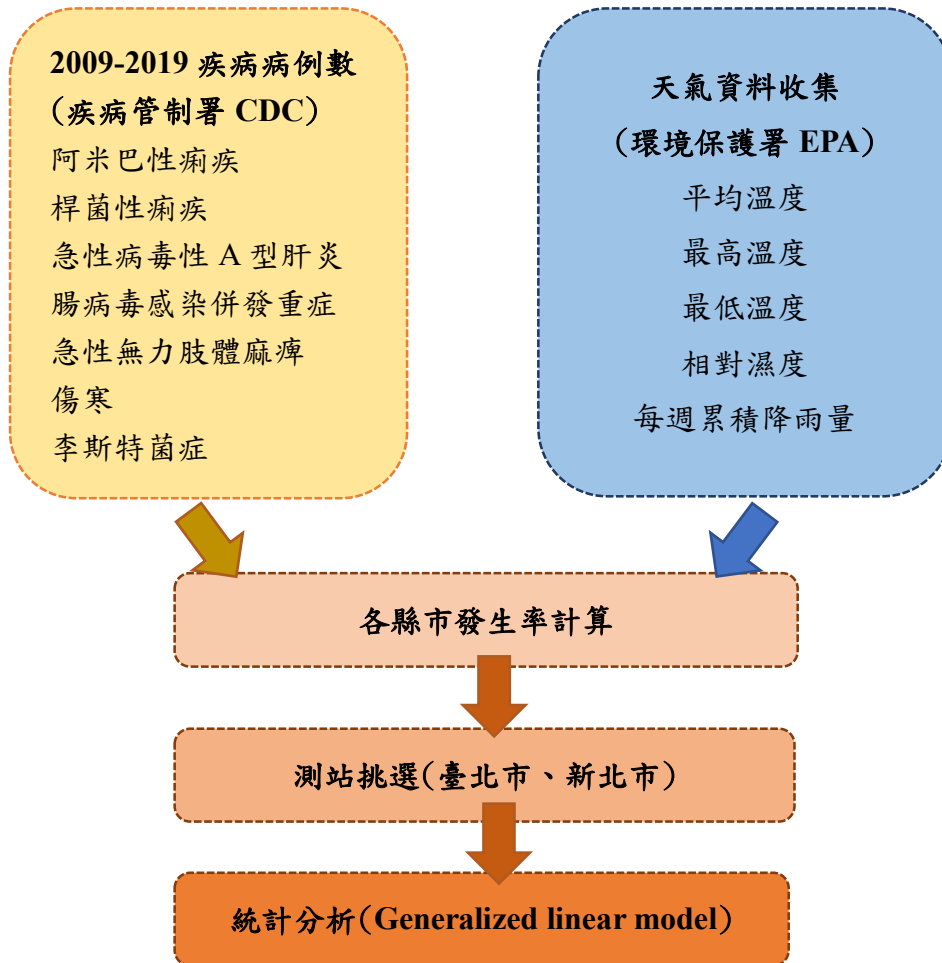 2009-2019 疾病病例數
(疾病管制署 CDC)
阿米巴性痢疾
桿菌性痢疾
急性病毒性 A 型肝炎
腸病毒感染併發重症
急性無力肢體麻痺
傷寒
李斯特菌症
天氣資料收集
(環境保護署 EPA)
平均溫度
最高溫度
最低溫度
相對濕度
每週累積降雨量
各縣市發生率計算
測站挑選(臺北市、新北市)
統計分析(Generalized linear model)